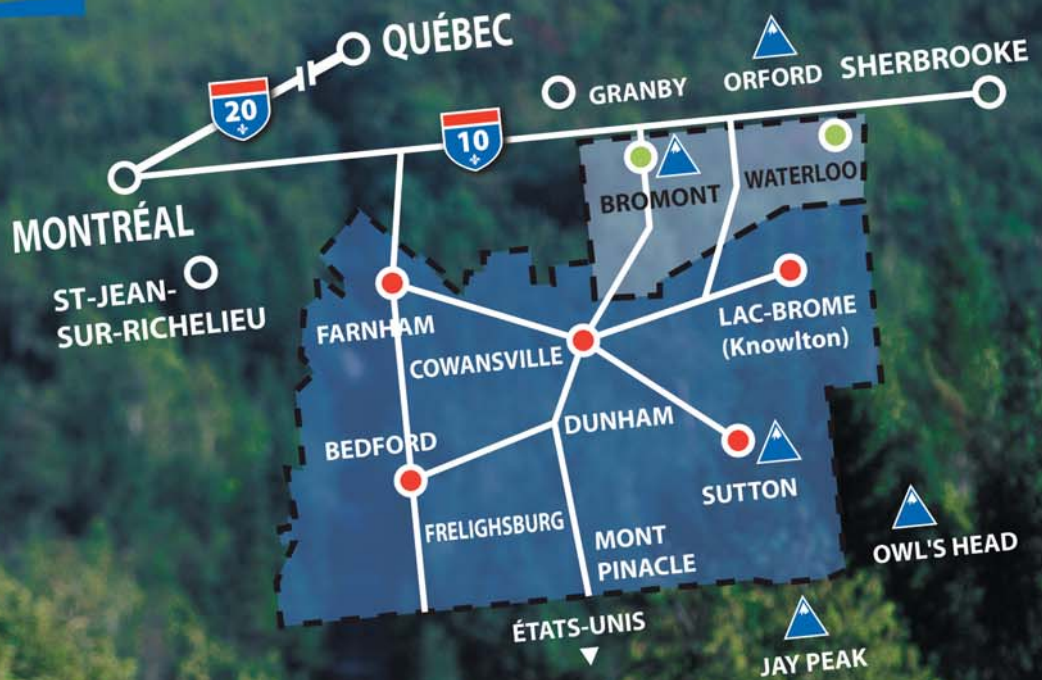 QUÉBEC
20
10
GRANBY
ORFORD
SHERBROOKE
MONTRÉAL
BROMONT
WATERLOO
ST-JEAN-
SUR-RICHELIEU
FARNHAM
COWANSVILLE
LAC-BROME
(Knowlton)
DUNHAM
BEDFORD
SUTTON
FRELIGHSBURG
MONT
PINACLE
OWL'S HEAD
ÉTATS-UNIS
JAY PEAK